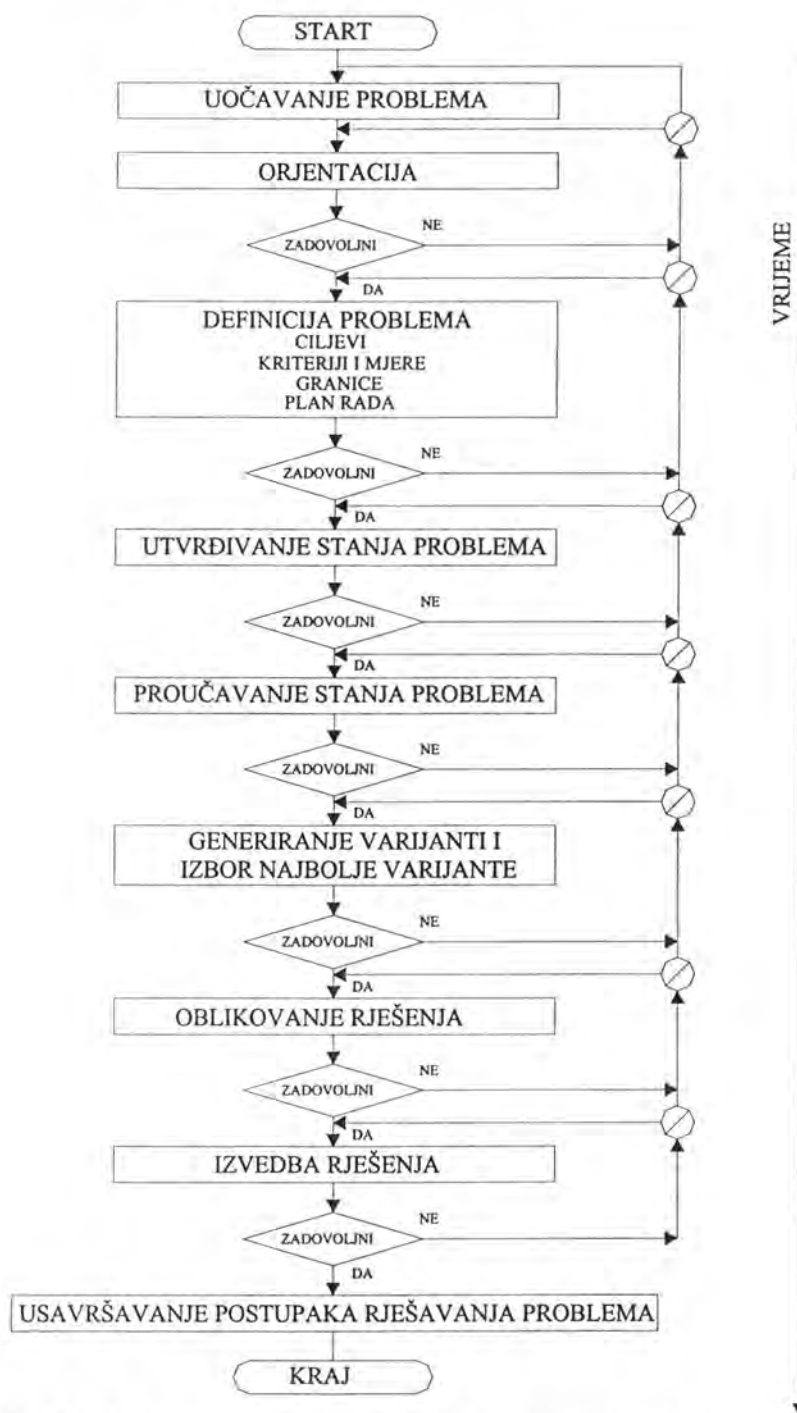 START
UOČAVANJE PROBLEMA
ORJENTACIJA
ZADOVOLJNI
NE
DA
DEFINICIJA PROBLEMA
CILJEVI
KRITERIJI I MJERE
GRANICE
PLAN RADA
ZADOVOLJNI
NE
DA
UTVRĐIVANJE STANJA PROBLEMA
ZADOVOLJNI
NE
DA
PROUČAVANJE STANJA PROBLEMA
ZADOVOLJNI
NE
DA
GENERIRANJE VARIJANTI I
IZBOR NAJBOLJE VARIJANTE
ZADOVOLJNI
NE
DA
OBLIKOVANJE RJEŠENJA
ZADOVOLJNI
NE
DA
IZVEDBA RJEŠENJA
ZADOVOLJNI
NE
DA
USAVRŠAVANJE POSTUPAKA RJEŠAVANJA PROBLEMA
KRAJ
VRIJEME